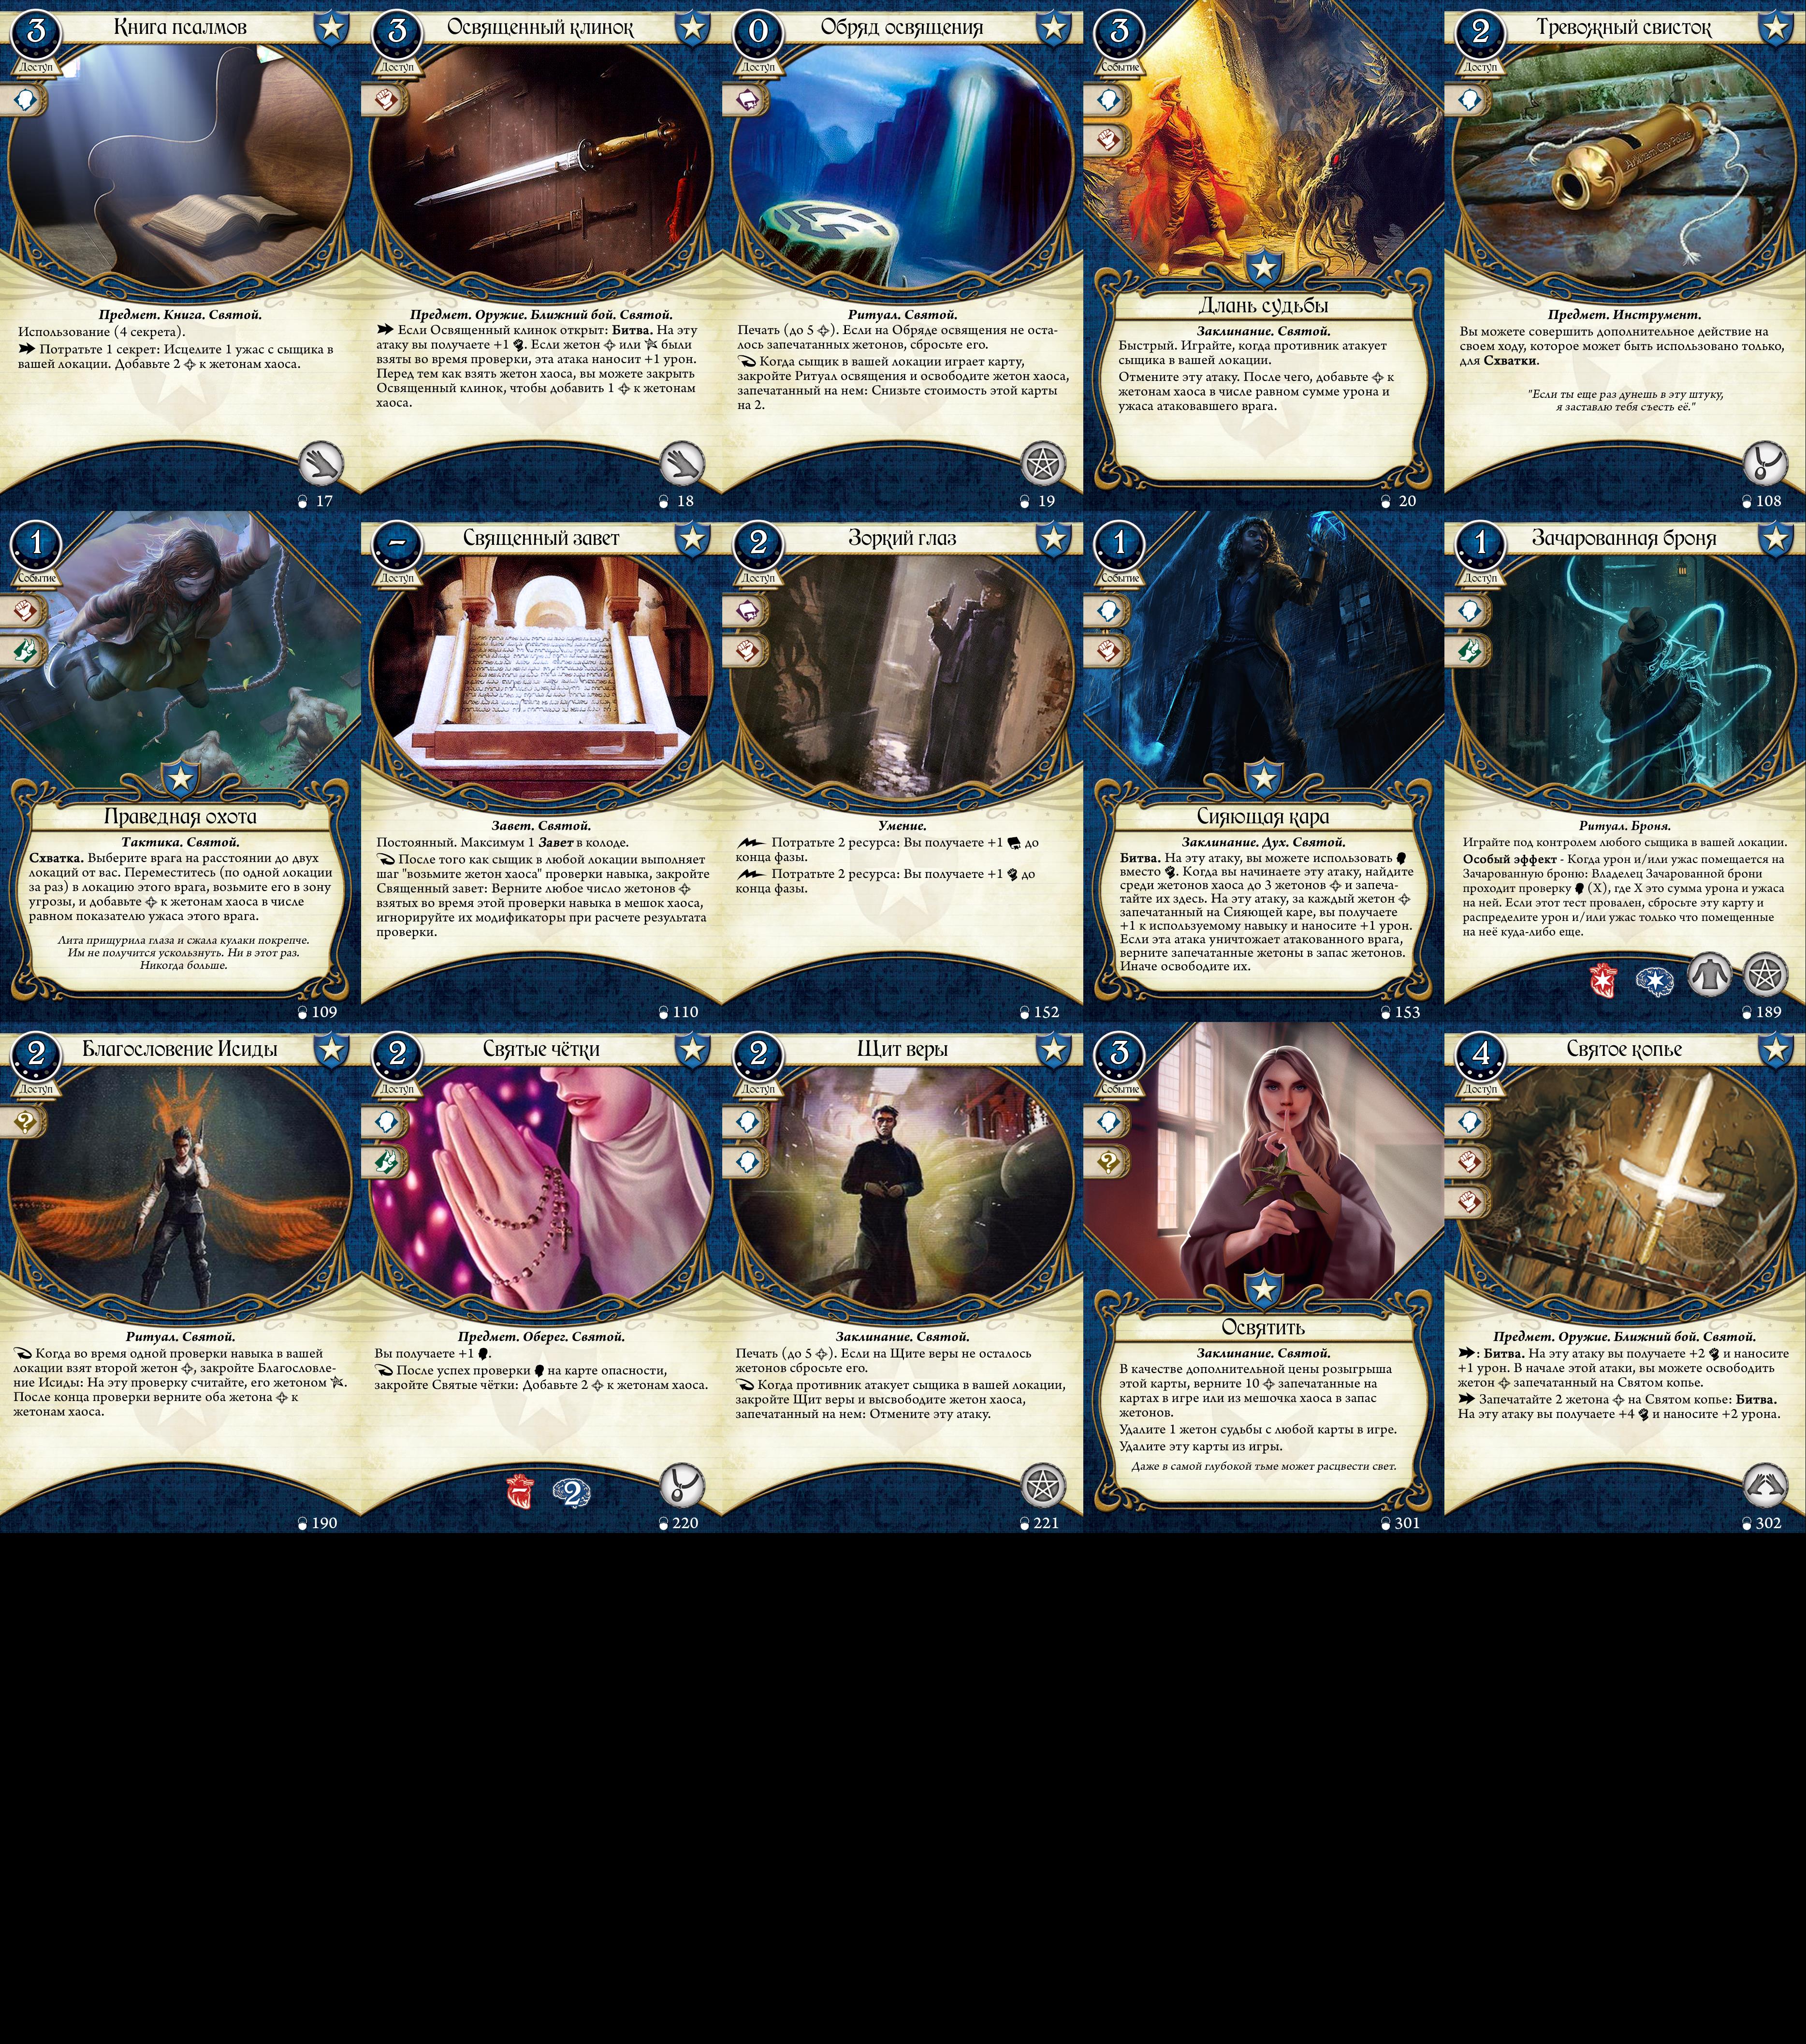 3
Книга псалмов
Доступ
Предмет. Книга. Святой.
Использование (4 секрета).
Потратьте 1 секрет: Исцелите 1 ужас с сыщика в
вашей локации. Добавьте 2 к жетонам хаоса.
17
3
Освященный клинок
Доступ
Предмет. Оружие. Ближний бой. Святой.
Если Освященный клинок открыт: Битва. На эту
атаку вы получаете +1 . Если жетон или были
взяты во время проверки, эта атака наносит +1 урон.
Перед тем как взять жетон хаоса, вы можете закрыть
Освященный клинок, чтобы добавить 1 к жетонам
хаоса.
18
0
Обряд освящения
Доступ
Ритуал. Святой.
Печать (до 5 ). Если на Обряде освящения не оста-
лось запечатанных жетонов, сбросьте его.
Когда сыщик в вашей локации играет карту,
закройте Ритуал освящения и освободите жетон хаоса,
запечатанный на нем: Снизьте стоимость этой карты
на 2.
19
3
Событие
Длань судьбы
Заклинание. Святой.
Быстрый. Играйте, когда противник атакует
сыщика в вашей локации.
Отмените эту атаку. После чего, добавьте к
жетонам хаоса в числе равном сумме урона и
ужаса атаковавшего врага.
20
2
Тревожный свисток
Доступ
Arkham City Police
Предмет. Инструмент.
Вы можете совершить дополнительное действие на
своем ходу, которое может быть использовано только,
для Схватки.
"Если ты еще раз дунешь в эту штуку,
я заставлю тебя съесть её."
108
1
Событие
Праведная охота
Тактика. Святой.
Схватка. Выберите врага на расстоянии до двух
локаций от вас. Переместитесь (по одной локации
за раз) в локацию этого врага, возьмите его в зону
угрозы, и добавьте к жетонам хаоса в числе
равном показателю ужаса этого врага.
Лита прищурила глаза и сжала кулаки покрепче.
Им не получится ускользнуть. Ни в этот раз.
Никогда больше.
109
–
Священный завет
Доступ
Завет. Святой.
Постоянный. Максимум 1 Завет в колоде.
После того как сыщик в любой локации выполняет
шаг "возьмите жетон хаоса" проверки навыка, закройте
Священный завет: Верните любое число жетонов
взятых во время этой проверки навыка в мешок хаоса,
игнорируйте их модификаторы при расчете результата
проверки.
110
2
Зоркий глаз
Доступ
Умение.
Потратьте 2 ресурса: Вы получаете +1 до
конца фазы.
Потратьте 2 ресурса: Вы получаете +1 до
конца фазы.
152
1
Событие
Сияющая кара
Заклинание. Дух. Святой.
Битва. На эту атаку, вы можете использовать
вместо . Когда вы начинаете эту атаку, найдите
среди жетонов хаоса до 3 жетонов и запеча-
тайте их здесь. На эту атаку, за каждый жетон
запечатанный на Сияющей каре, вы получаете
+1 к используемому навыку и наносите +1 урон.
Если эта атака уничтожает атакованного врага,
верните запечатанные жетоны в запас жетонов.
Иначе освободите их.
153
1
Зачарованная броня
Доступ
Ритуал. Броня.
Играйте под контролем любого сыщика в вашей локации.
Особый эффект - Когда урон и/или ужас помещается на
Зачарованную броню: Владелец Зачарованной брони
проходит проверку (X), где X это сумма урона и ужаса
на ней. Если этот тест провален, сбросьте эту карту и
распределите урон и/или ужас только что помещенные
на неё куда-либо еще.
189
2
Благословение Исиды
Доступ
Ритуал. Святой.
Когда во время одной проверки навыка в вашей
локации взят второй жетон , закройте Благословле-
ние Исиды: На эту проверку считайте, его жетоном .
После конца проверки верните оба жетона к
жетонам хаоса.
190
2
Святые чётки
Доступ
Предмет. Оберег. Святой.
Вы получаете +1 .
После успех проверки на карте опасности,
закройте Святые чётки: Добавьте 2 к жетонам хаоса.
– 2
220
2
Щит веры
Доступ
Заклинание. Святой.
Печать (до 5 ). Если на Щите веры не осталось
жетонов сбросьте его.
Когда противник атакует сыщика в вашей локации,
закройте Щит веры и высвободите жетон хаоса,
запечатанный на нем: Отмените эту атаку.
221
3
Событие
Освятить
Заклинание. Святой.
В качестве дополнительной цены розыгрыша
этой карты, верните 10 запечатанные на
картах в игре или из мешочка хаоса в запас
жетонов.
Удалите 1 жетон судьбы с любой карты в игре.
Удалите эту карты из игры.
Даже в самой глубокой тьме может расцвести свет.
301
4
Святое копье
Доступ
Предмет. Оружие. Ближний бой. Святой.
: Битва. На эту атаку вы получаете +2 и наносите
+1 урон. В начале этой атаки, вы можете освободить
жетон запечатанный на Святом копье.
Запечатайте 2 жетона на Святом копье: Битва.
На эту атаку вы получаете +4 и наносите +2 урона.
302